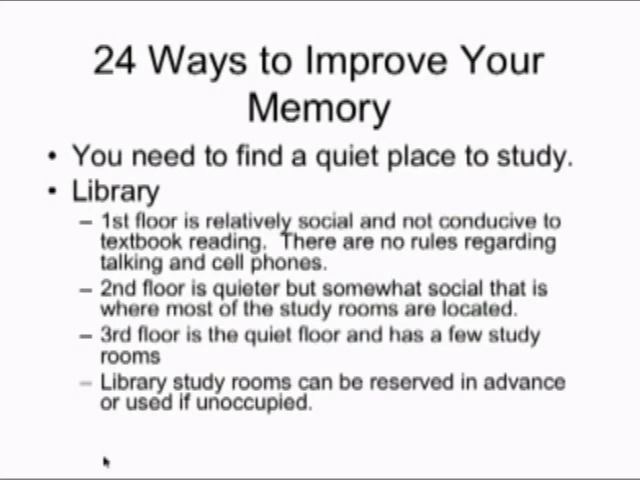 24 Ways to Improve Your
Memory
• You need to find a quiet place to study.
• Library
– 1st floor is relatively social and not conducive to
textbook reading.  There are no rules regarding
talking and cell phones.
– 2nd floor is quieter but somewhat social that is
where most of the study rooms are located.
– 3rd floor is the quiet floor and has a few study
rooms
– Library study rooms can be reserved in advance
or used if unoccupied.